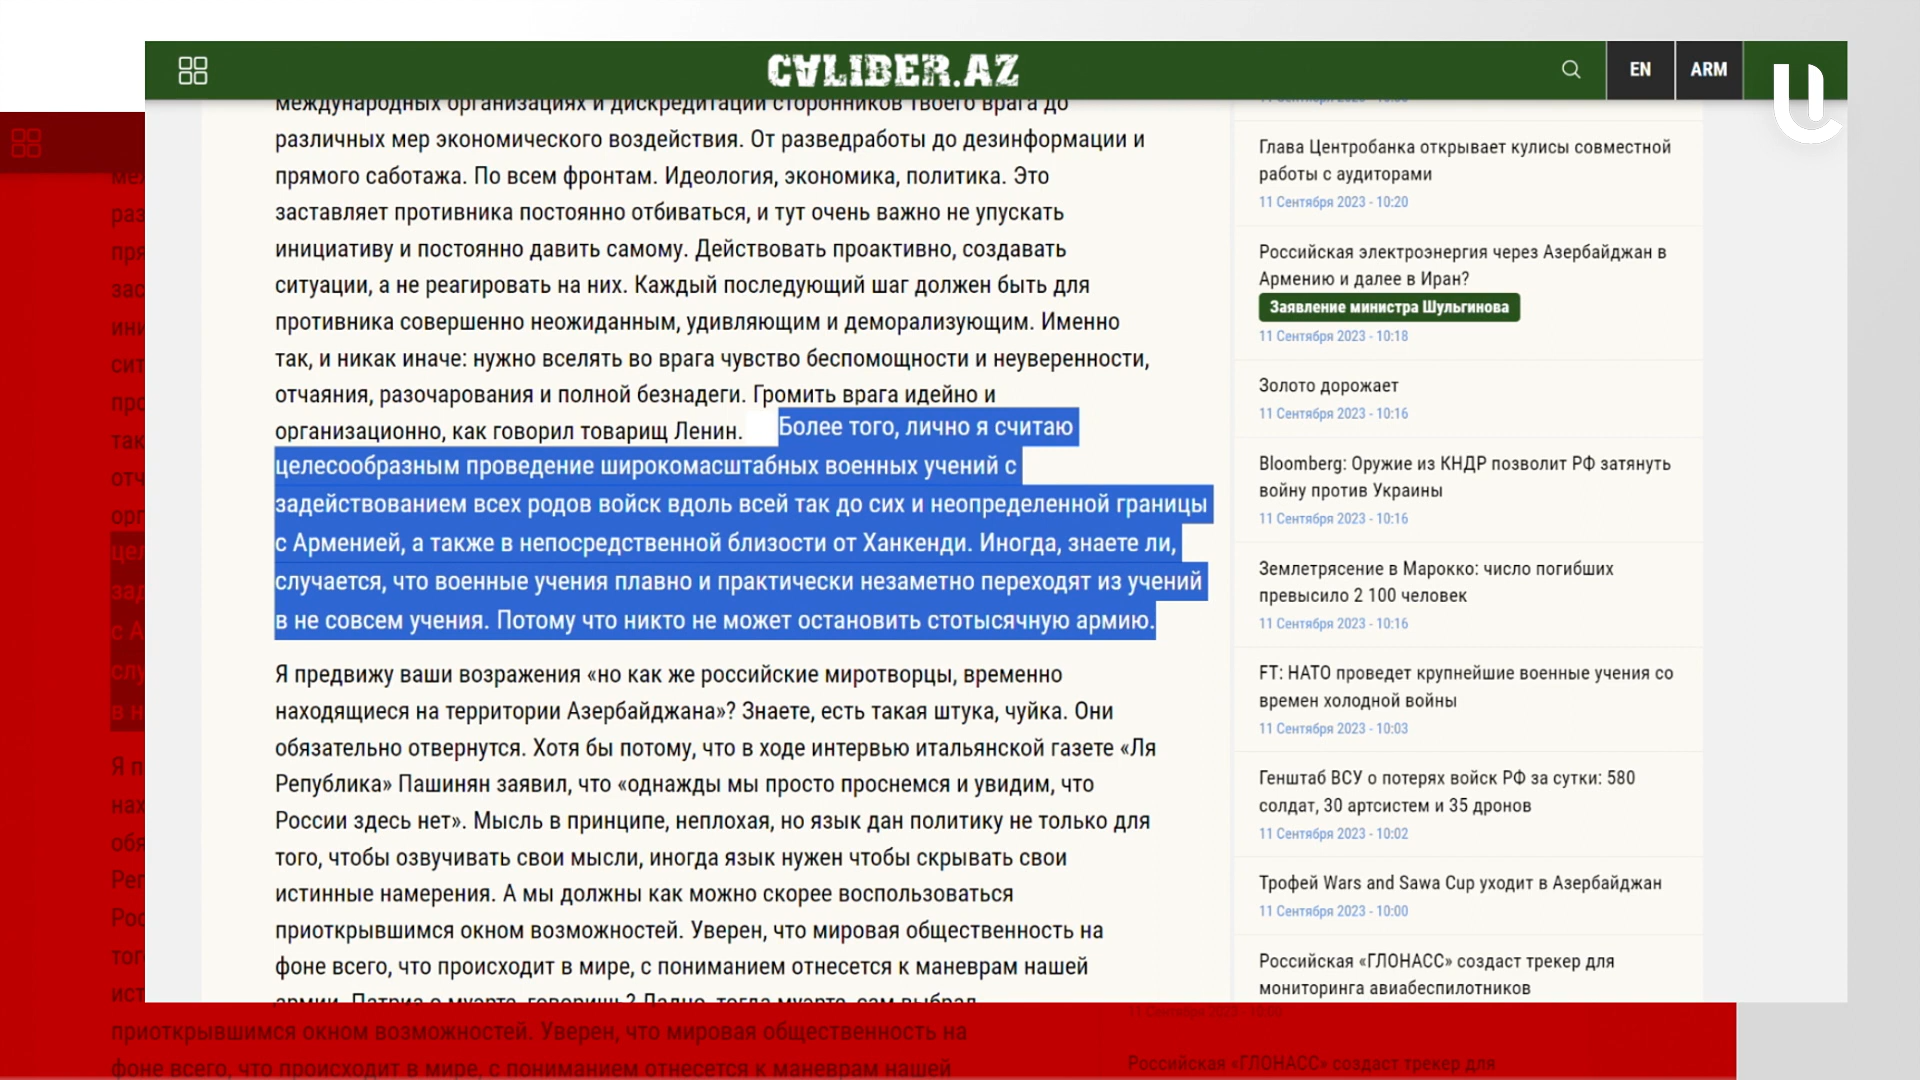 CALIBER.AZ
EN
ARM
международных организациях и дискредитации сторонников твоего врага до
различных мер экономического воздействия. От разведработы до дезинформации и
прямого саботажа. По всем фронтам. Идеология, экономика, политика. Это
заставляет противника постоянно отбиваться, и тут очень важно не упускать
инициативу и постоянно давить самому. Действовать проактивно, создавать
ситуации, а не реагировать на них. Каждый последующий шаг должен быть для
противника совершенно неожиданным, удивляющим и деморализующим. Именно
так, и никак иначе: нужно вселять во врага чувство беспомощности и неуверенности,
отчаяния, разочарования и полной безнадеги. Громить врага идейно и
организационно, как говорил товарищ Ленин. Более того, лично я считаю
целесообразным проведение широкомасштабных военных учений с
задействованием всех родов войск вдоль всей так до сих и неопределенной границы
с Арменией, а также в непосредственной близости от Ханкенди. Иногда, знаете ли,
случается, что военные учения плавно и практически незаметно переходят из учений
в не совсем учения. Потому что никто не может остановить стотысячную армию.
Я предвижу ваши возражения «но как же российские миротворцы, временно
находящиеся на территории Азербайджана»? Знаете, есть такая штука, чуйка. Они
обязательно отвернутся. Хотя бы потому, что в ходе интервью итальянской газете «Ля
Република» Пашинян заявил, что «однажды мы просто проснемся и увидим, что
России здесь нет». Мысль в принципе, неплохая, но язык дан политику не только для
того, чтобы озвучивать свои мысли, иногда язык нужен чтобы скрывать свои
истинные намерения. А мы должны как можно скорее воспользоваться
приоткрывшимся окном возможностей. Уверен, что мировая общественность на
фоне всего, что происходит в мире, с пониманием отнесется к маневрам нашей
Глава Центробанка открывает кулисы совместной
работы с аудиторами
11 Сентября 2023 - 10:20
Российская электроэнергия через Азербайджан в
Армению и далее в Иран?
Заявление министра Шульгинова
11 Сентября 2023 - 10:18
Золото дорожает
11 Сентября 2023 - 10:16
Bloomberg: Оружие из КНДР позволит РФ затянуть
войну против Украины
11 Сентября 2023 - 10:16
Землетрясение в Марокко: число погибших
превысило 2 100 человек
11 Сентября 2023 - 10:16
FT: НАТО проведет крупнейшие военные учения со
времен холодной войны
11 Сентября 2023 - 10:03
Генштаб ВСУ о потерях войск РФ за сутки: 580
солдат, 30 артсистем и 35 дронов
11 Сентября 2023 - 10:02
Трофей Wars and Sawa Cup уходит в Азербайджан
11 Сентября 2023 - 10:00
Российская «ГЛОНАСС» создаст трекер для
мониторинга авиабеспилотников
приоткрывшимся окном возможностей. Уверен, что мировая общественность на
фоне всего, что происходит в мире, с пониманием отнесется к маневрам нашей
11 Сентября 2023 - 10:00
Российская «ГЛОНАСС» создаст трекер для